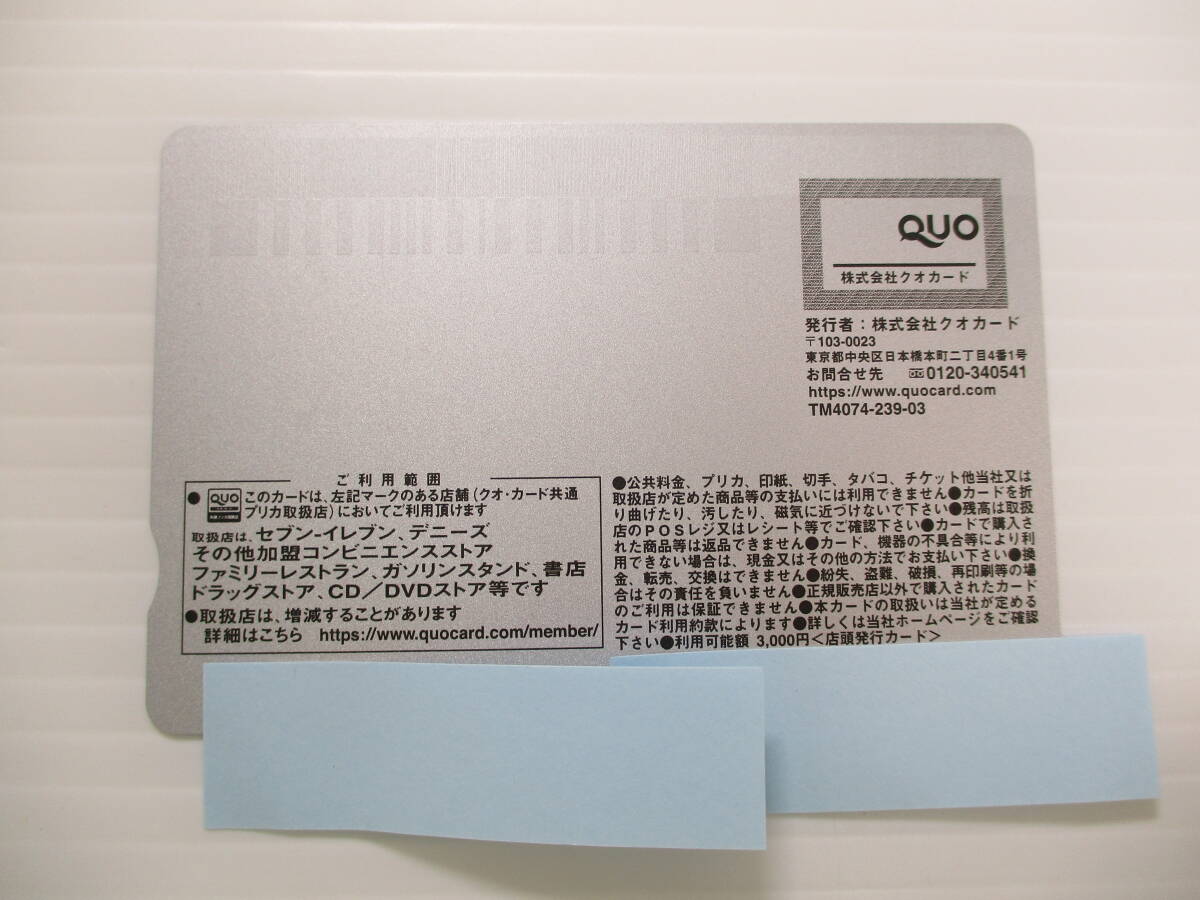 QUO
株式会社クオカード
発行者：株式会社クオカード
〒103-0023
東京都中央区日本橋本町二丁目4番1号
お問合せ先 0120-340541
https://www.quocard.com
TM4074-239-03
ご利用範囲
●QUO このカードは、左記マークのある店舗（クオ・カード共通
プリカ取扱店）においてご利用頂けます
取扱店は、セブン-イレブン、デニーズ
その他加盟コンビニエンスストア
ファミリーレストラン、ガソリンスタンド、書店
ドラッグストア、CD／DVDストア等です
●取扱店は、増減することがあります
詳細はこちら https://www.quocard.com/member/
●公共料金、プリカ、印紙、切手、タバコ、チケット他当社又は
取扱店が定めた商品等の支払いには利用できません●カードを折
り曲げたり、汚したり、磁気に近づけないで下さい●残高は取扱
店のPOSレジ又はレシート等でご確認下さい●カードで購入さ
れた商品等は返品できません●カード、機器の不具合等により利
用できない場合は、現金又はその他の方法でお支払い下さい●換
金、転売、交換はできません●紛失、盗難、破損、再印刷等の場
合はその責任を負いません●正規販売店以外で購入されたカード
のご利用は保証できません●本カードの取扱いは当社が定める
カード利用約款によります●詳しくは当社ホームページをご確認
下さい●利用可能額 3,000円＜店頭発行カード＞